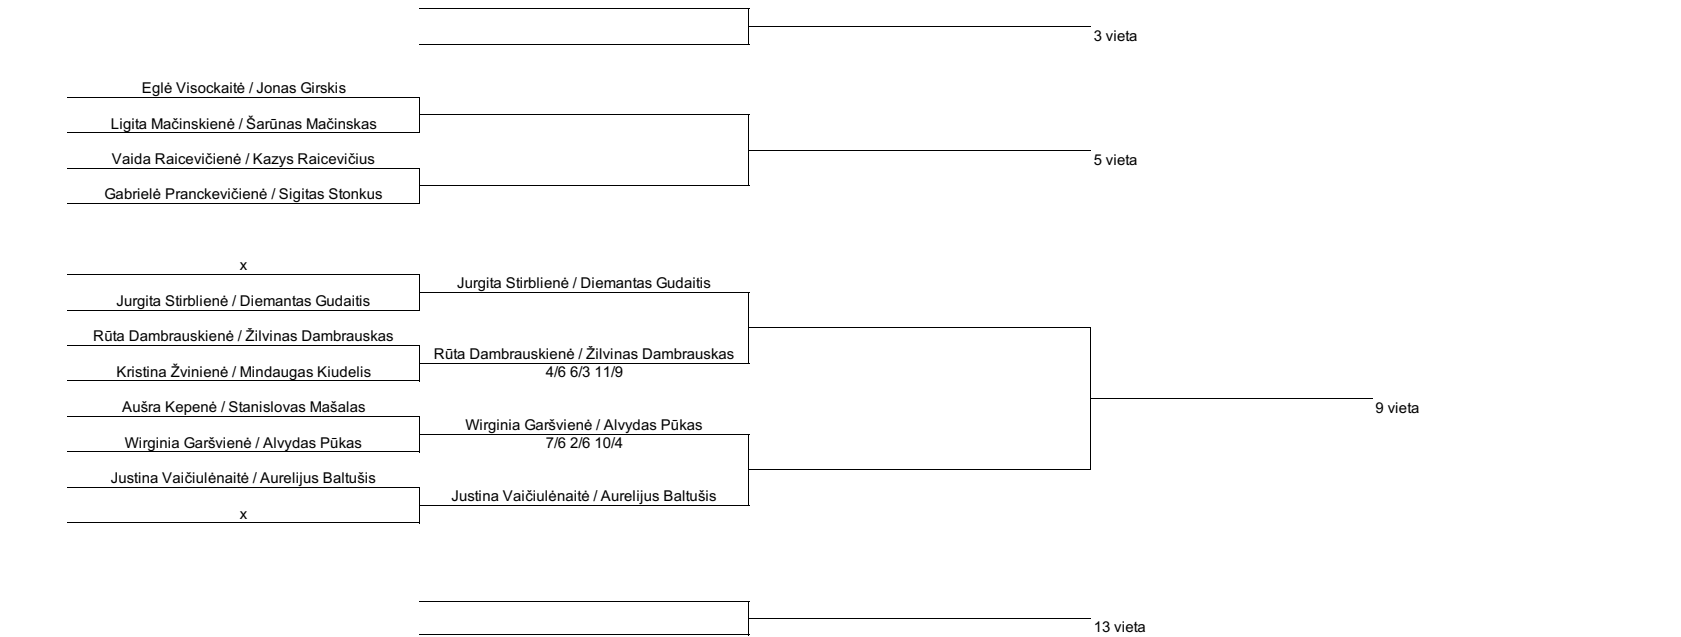 3 vieta
Eglė Visockaitė / Jonas Girskis
Ligita Mačinskienė / Šarūnas Mačinskas
Vaida Raicevičienė / Kazys Raicevičius
5 vieta
Gabrielė Pranckevičienė / Sigitas Stonkus
x
Jurgita Stirblienė / Diemantas Gudaitis
Jurgita Stirblienė / Diemantas Gudaitis
Rūta Dambrauskienė / Žilvinas Dambrauskas
Rūta Dambrauskienė / Žilvinas Dambrauskas
Kristina Žvinienė / Mindaugas Kiudelis
4/6 6/3 11/9
Aušra Kepenė / Stanislovas Mašalas
9 vieta
Wirginia Garšvienė / Alvydas Pūkas
Wirginia Garšvienė / Alvydas Pūkas
7/6 2/6 10/4
Justina Vaičiulėnaitė / Aurelijus Baltušis
Justina Vaičiulėnaitė / Aurelijus Baltušis
x
13 vieta